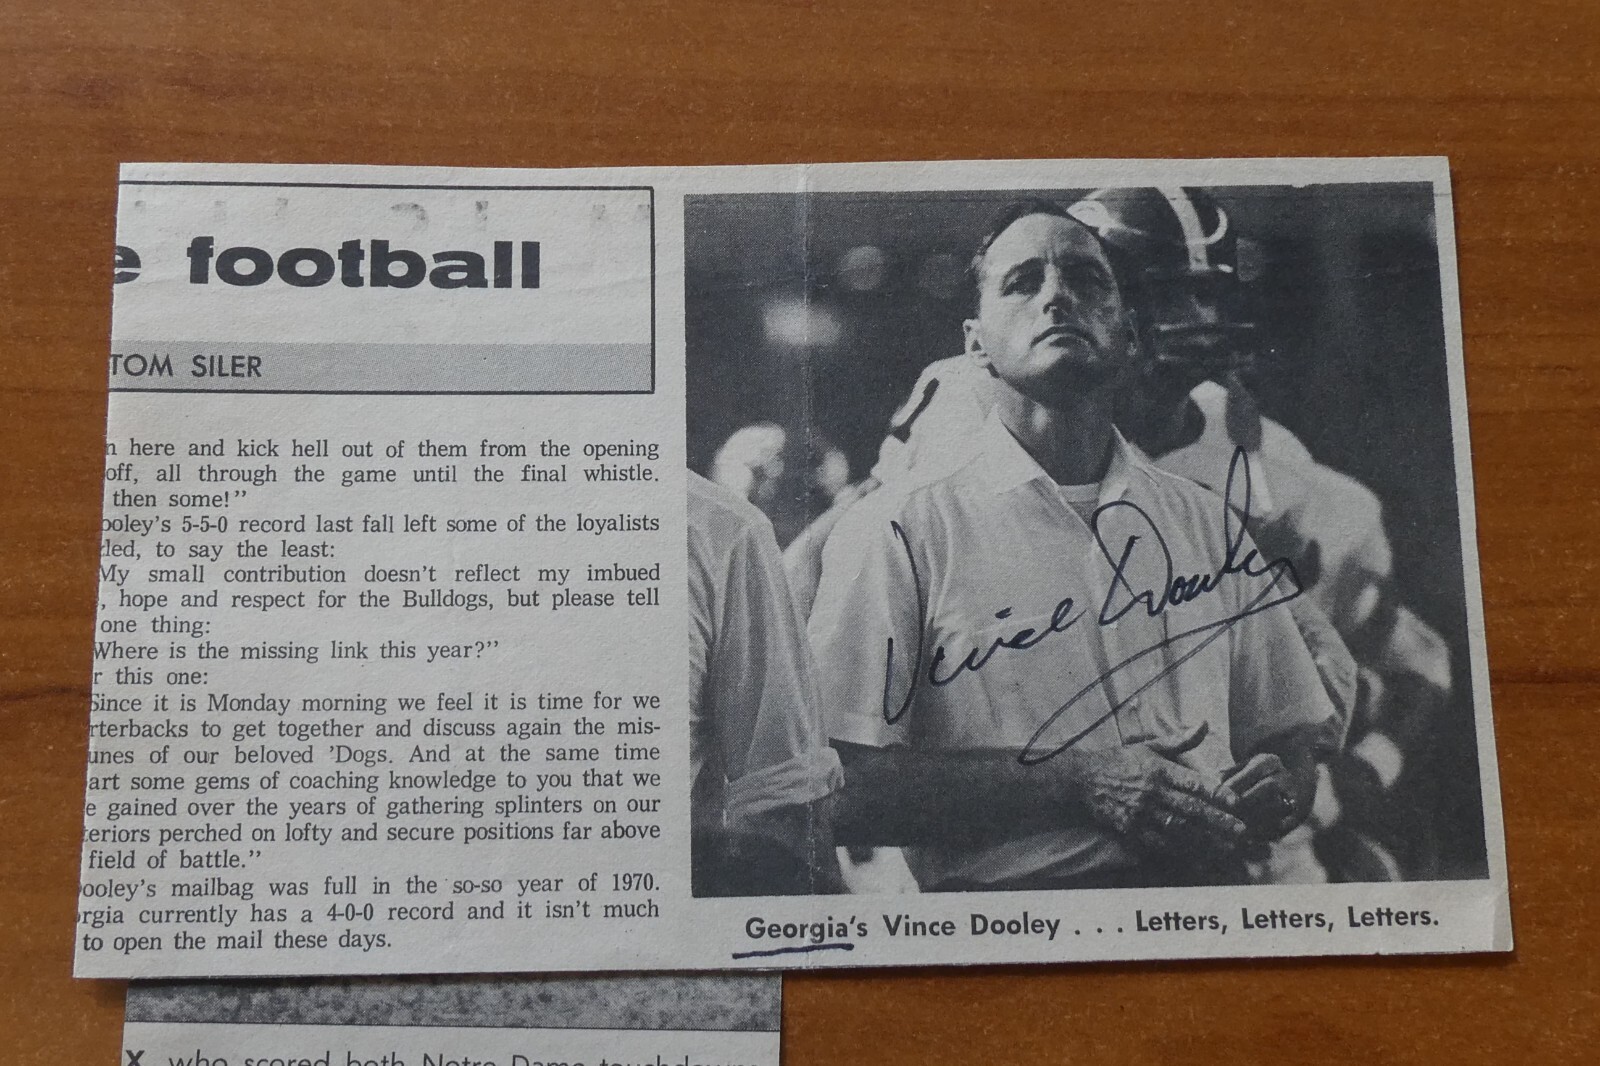 football
TOM SILER
here and kick hell out of them from the opening
off, all through the game until the final whistle.
then some!”
ooley’s 5-5-0 record last fall left some of the loyalists
led, to say the least:
My small contribution doesn’t reflect my imbued
, hope and respect for the Bulldogs, but please tell
one thing:
Where is the missing link this year?”
r this one:
Since it is Monday morning we feel it is time for we
rterbacks to get together and discuss again the mis-
unes of our beloved ’Dogs. And at the same time
art some gems of coaching knowledge to you that we
e gained over the years of gathering splinters on our
teriors perched on lofty and secure positions far above
field of battle.”
ooley’s mailbag was full in the so-so year of 1970.
rgia currently has a 4-0-0 record and it isn’t much
to open the mail these days.
Vince Dooley
Georgia’s Vince Dooley . . . Letters, Letters, Letters.
X who scored both Notre Dame touchdowns